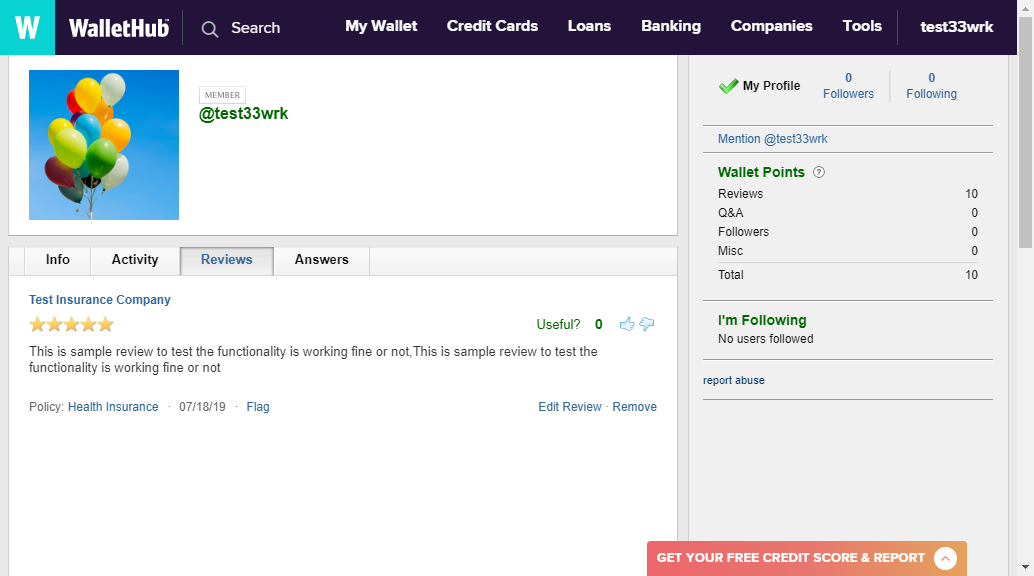 W WalletHub Search My Wallet Credit Cards Loans Banking Companies Tools test33wrk
MEMBER
@test33wrk
My Profile
0 Followers
0 Following
Mention @test33wrk
Wallet Points ?
Reviews 10
Q&A 0
Followers 0
Misc 0
Total 10
I'm Following
No users followed
report abuse
Info Activity Reviews Answers
Test Insurance Company
Useful? 0
This is sample review to test the functionality is working fine or not,This is sample review to test the
functionality is working fine or not
Policy: Health Insurance · 07/18/19 · Flag Edit Review · Remove
GET YOUR FREE CREDIT SCORE & REPORT